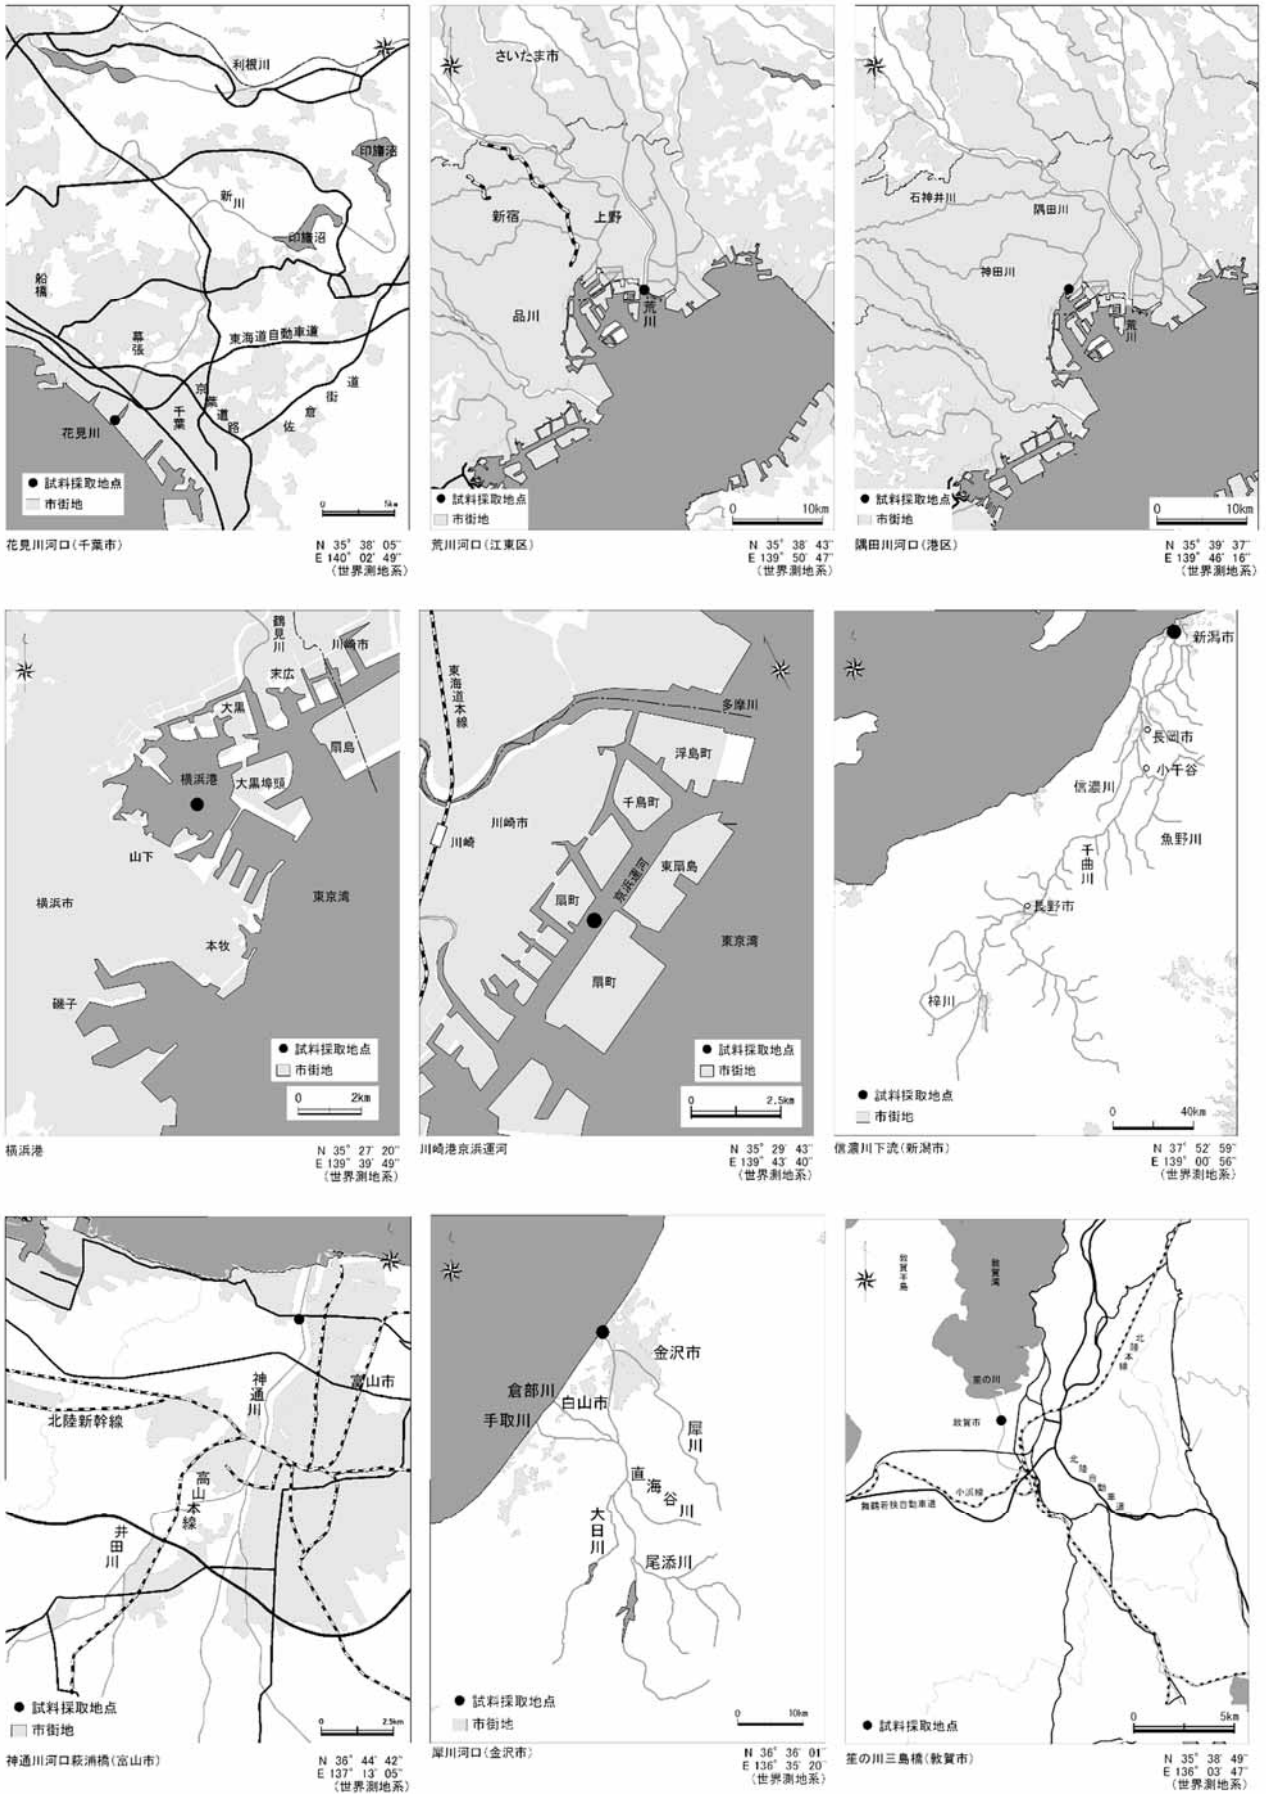 利根川
印旛沼
新川
印旛沼
船橋
幕張
東海道自動車道
京葉道路
千葉
佐倉街道
花見川
試料採取地点
市街地
0 5km
花見川河口(千葉市)
N 35° 38′ 05″
E 140° 02′ 49″
(世界測地系)
さいたま市
新宿
上野
品川
荒川
試料採取地点
市街地
0 10km
荒川河口(江東区)
N 35° 38′ 43″
E 139° 50′ 47″
(世界測地系)
石神井川
隅田川
神田川
荒川
試料採取地点
市街地
0 10km
隅田川河口(港区)
N 35° 39′ 37″
E 139° 46′ 16″
(世界測地系)
鶴見川
川崎市
末広
大黒
扇島
横浜港
大黒埠頭
山下
横浜市
東京湾
本牧
磯子
試料採取地点
市街地
0 2km
横浜港
N 35° 27′ 20″
E 139° 39′ 49″
(世界測地系)
東海道本線
多摩川
浮島町
千鳥町
川崎市
川崎
京浜運河
東扇島
扇町
東京湾
扇町
試料採取地点
市街地
0 2.5km
川崎港京浜運河
N 35° 29′ 43″
E 139° 43′ 40″
(世界測地系)
新潟市
長岡市
小千谷
信濃川
魚野川
千曲川
長野市
梓川
試料採取地点
市街地
0 40km
信濃川下流(新潟市)
N 37° 52′ 59″
E 139° 00′ 56″
(世界測地系)
神通川
富山市
北陸新幹線
高山本線
井田川
試料採取地点
市街地
0 2.5km
神通川河口萩浦橋(富山市)
N 36° 44′ 42″
E 137° 13′ 05″
(世界測地系)
金沢市
倉部川
白山市
手取川
犀川
直海谷川
大日川
尾添川
試料採取地点
市街地
0 10km
犀川河口(金沢市)
N 36° 36′ 01″
E 136° 35′ 20″
(世界測地系)
敦賀半島
敦賀湾
北陸本線
笙の川
敦賀市
北陸自動車道
小浜線
舞鶴若狭自動車道
試料採取地点
0 5km
笙の川三島橋(敦賀市)
N 35° 38′ 49″
E 136° 03′ 47″
(世界測地系)